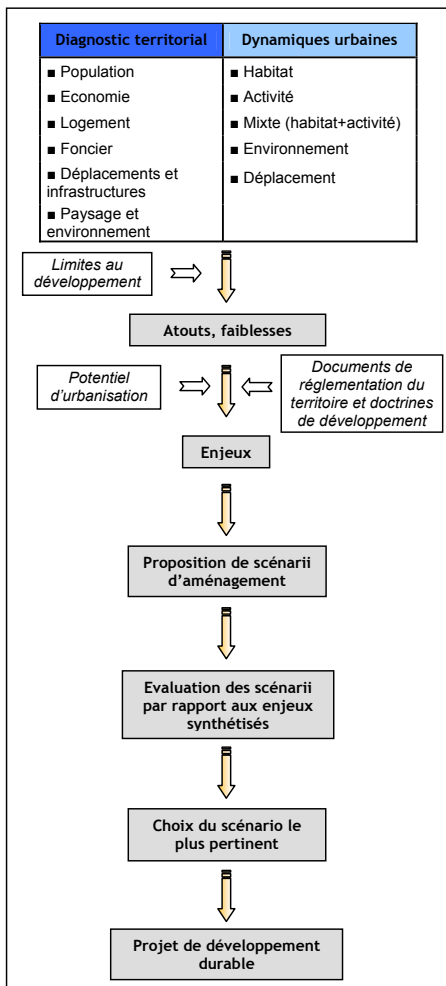 Diagnostic territorial
Dynamiques urbaines
■ Population
■ Economie
■ Logement
■ Foncier
■ Déplacements et
infrastructures
■ Paysage et
environnement
■ Habitat
■ Activité
■ Mixte (habitat+activité)
■ Environnement
■ Déplacement
Limites au
développement
Atouts, faiblesses
Potentiel
d'urbanisation
Documents de
réglementation du
territoire et doctrines
de développement
Enjeux
Proposition de scénarii
d'aménagement
Evaluation des scénarii
par rapport aux enjeux
synthétisés
Choix du scénario le
plus pertinent
Projet de développement
durable